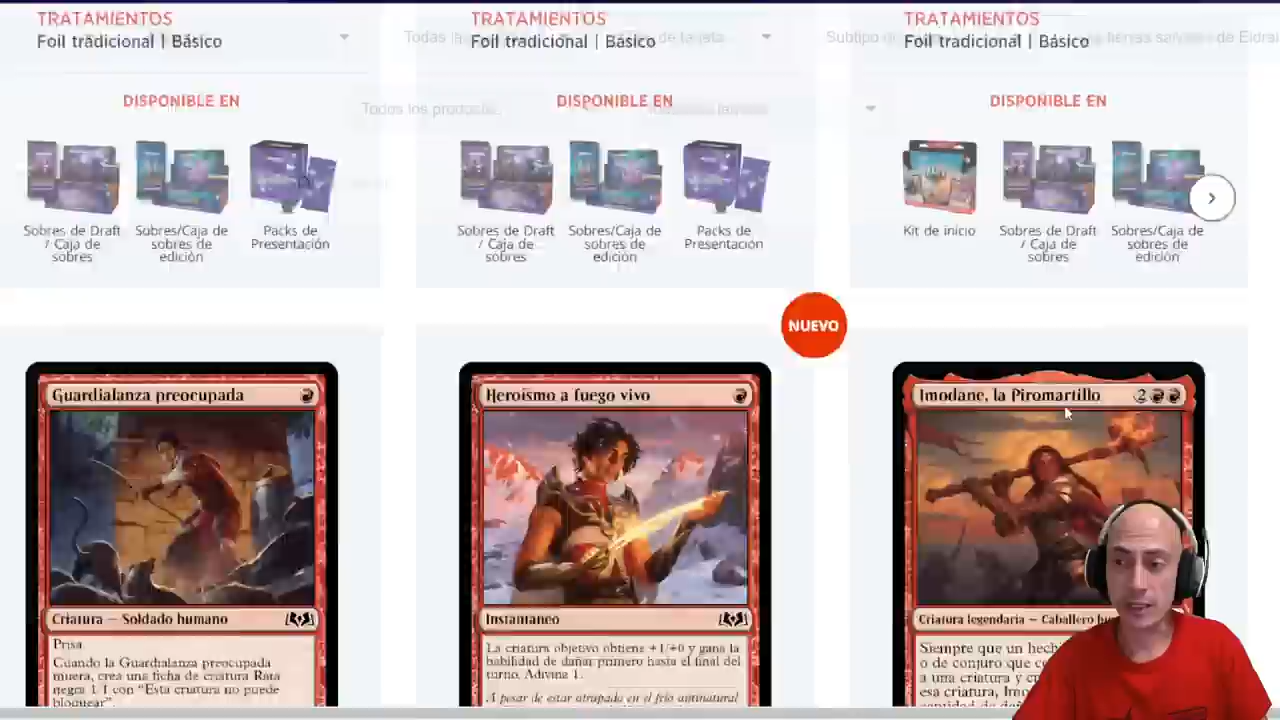 TRATAMIENTOS
Foil tradicional | Básico
TRATAMIENTOS
Foil tradicional | Básico
TRATAMIENTOS
Foil tradicional | Básico
Todos los productos
DISPONIBLE EN
DISPONIBLE EN
DISPONIBLE EN
Sobres de Draft
/ Caja de
sobres
Sobres/Caja de
sobres de
edición
Packs de
Presentación
Sobres de Draft
/ Caja de
sobres
Sobres/Caja de
sobres de
edición
Packs de
Presentación
Kit de inicio
Sobres de Draft
/ Caja de
sobres
Sobres/Caja de
sobres de
edición
NUEVO
Guardialanza preocupada
Criatura — Soldado humano
Prisa
Cuando la Guardialanza preocupada
muera, crea una ficha de criatura Rata
negra 1/1 con "Esta criatura no puede
bloquear".
Heroísmo a fuego vivo
Instantáneo
La criatura objetivo obtiene +1/+0 y gana la
habilidad de dañar primero hasta el final del
turno. Adivina 1.
A pesar de estar atrapada en el frío antinatural
Imodane, la Piromartillo
2
Criatura legendaria — Caballero
Siempre que un
o de conjuro que
a una criatura y
esa criatura,
cantidad de